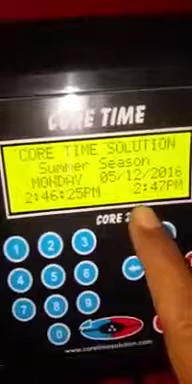 CORE TIME
CORE TIME SOLUTION
Summer Season
MONDAY 05/12/2016
2:46:25PM 2:47PM
CORE 2
1 2 3
4 5 6
7 8 9
0
www.coretimesolution.com